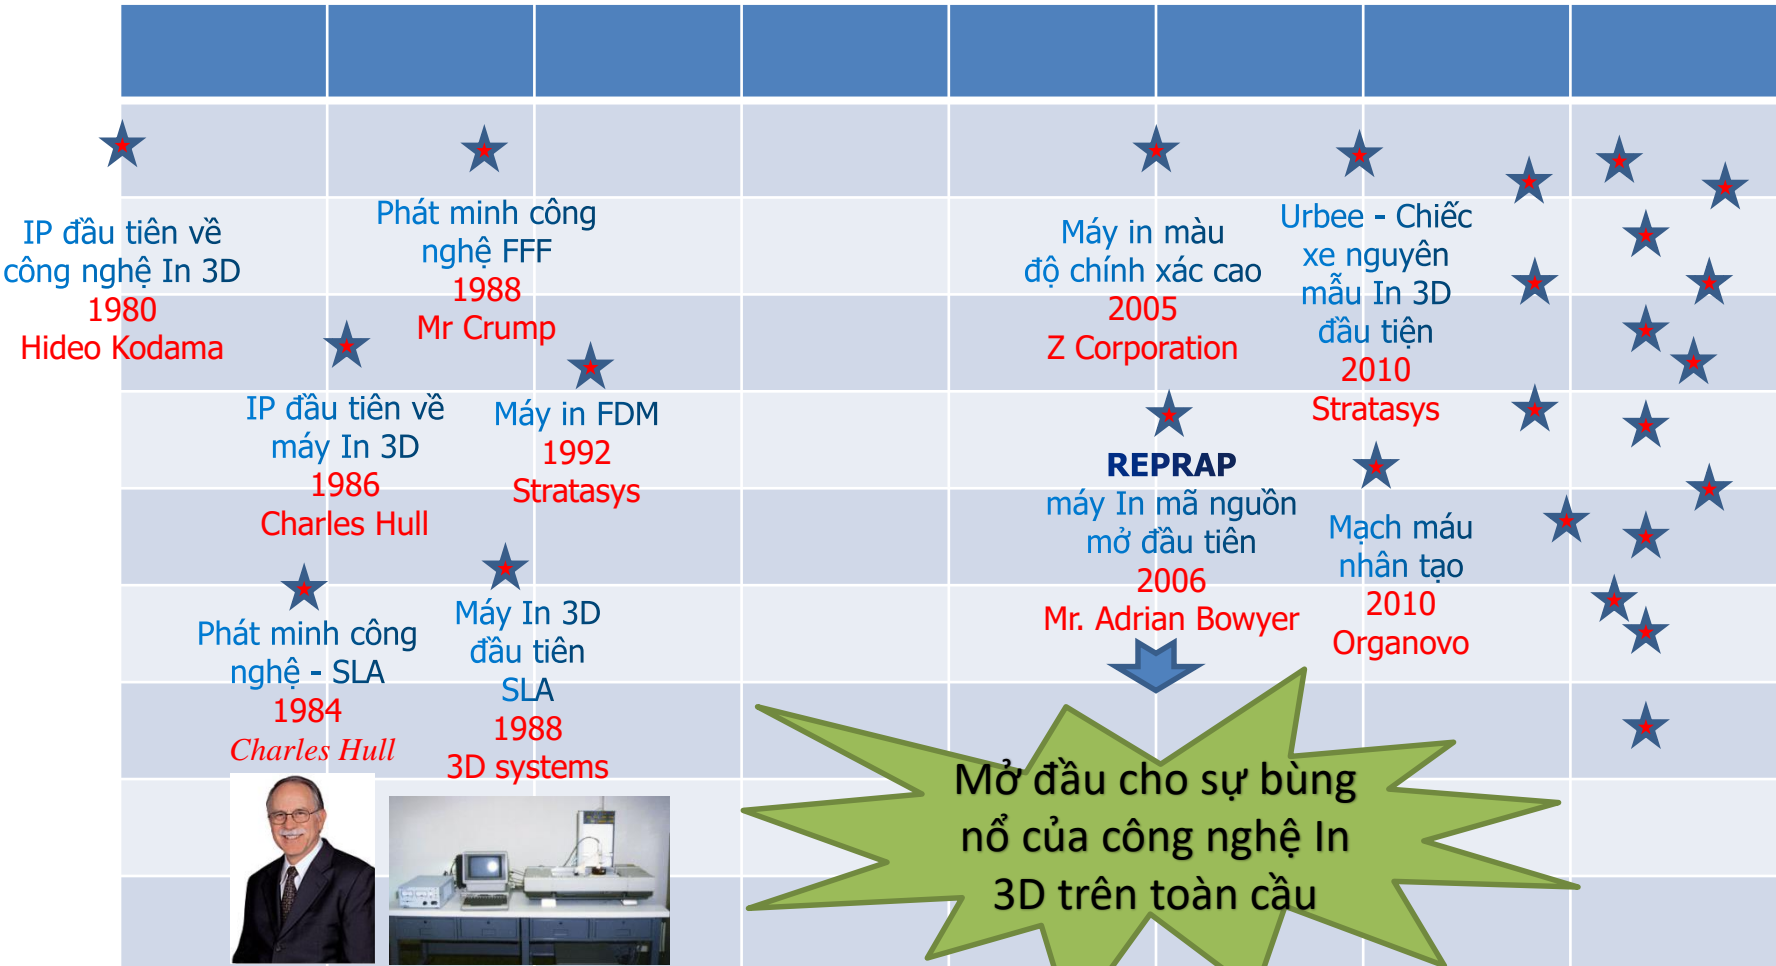 IP đầu tiên về
công nghệ In 3D
1980
Hideo Kodama
Phát minh công
nghệ FFF
1988
Mr Crump
IP đầu tiên về
máy In 3D
1986
Charles Hull
Máy in FDM
1992
Stratasys
Phát minh công
nghệ - SLA
1984
Charles Hull
Máy In 3D
đầu tiên
SLA
1988
3D systems
Máy in màu
độ chính xác cao
2005
Z Corporation
Urbee - Chiếc
xe nguyên
mẫu In 3D
đầu tiện
2010
Stratasys
REPRAP
máy In mã nguồn
mở đầu tiên
2006
Mr. Adrian Bowyer
Mạch máu
nhân tạo
2010
Organovo
Mở đầu cho sự bùng
nổ của công nghệ In
3D trên toàn cầu